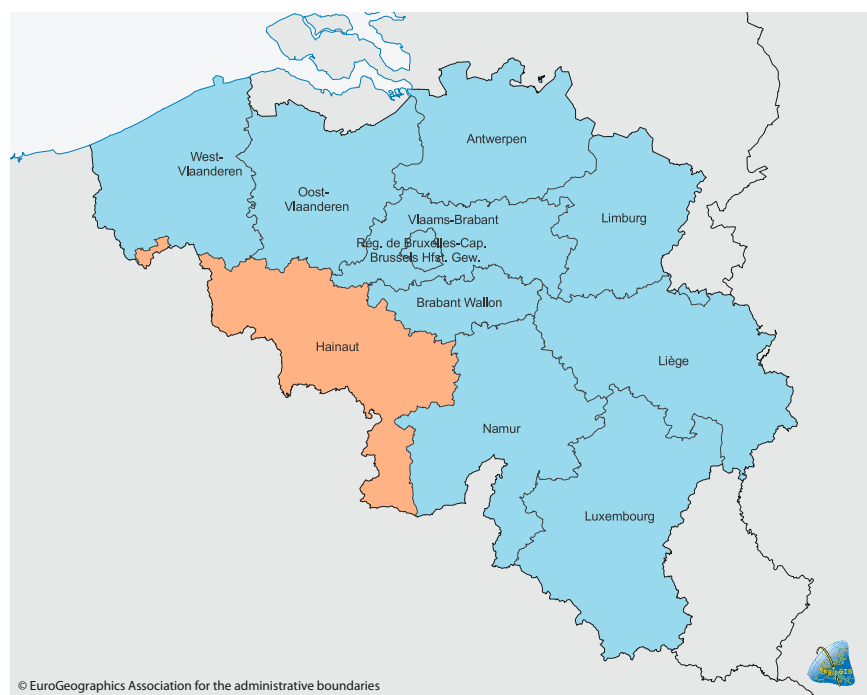 Antwerpen
West-
Vlaanderen
Oost-
Vlaanderen
Vlaams-Brabant
Limburg
Rég. de Bruxelles-Cap.
Brussels Hfst. Gew.
Brabant Wallon
Hainaut
Liège
Namur
Luxembourg
© EuroGeographics Association for the administrative boundaries